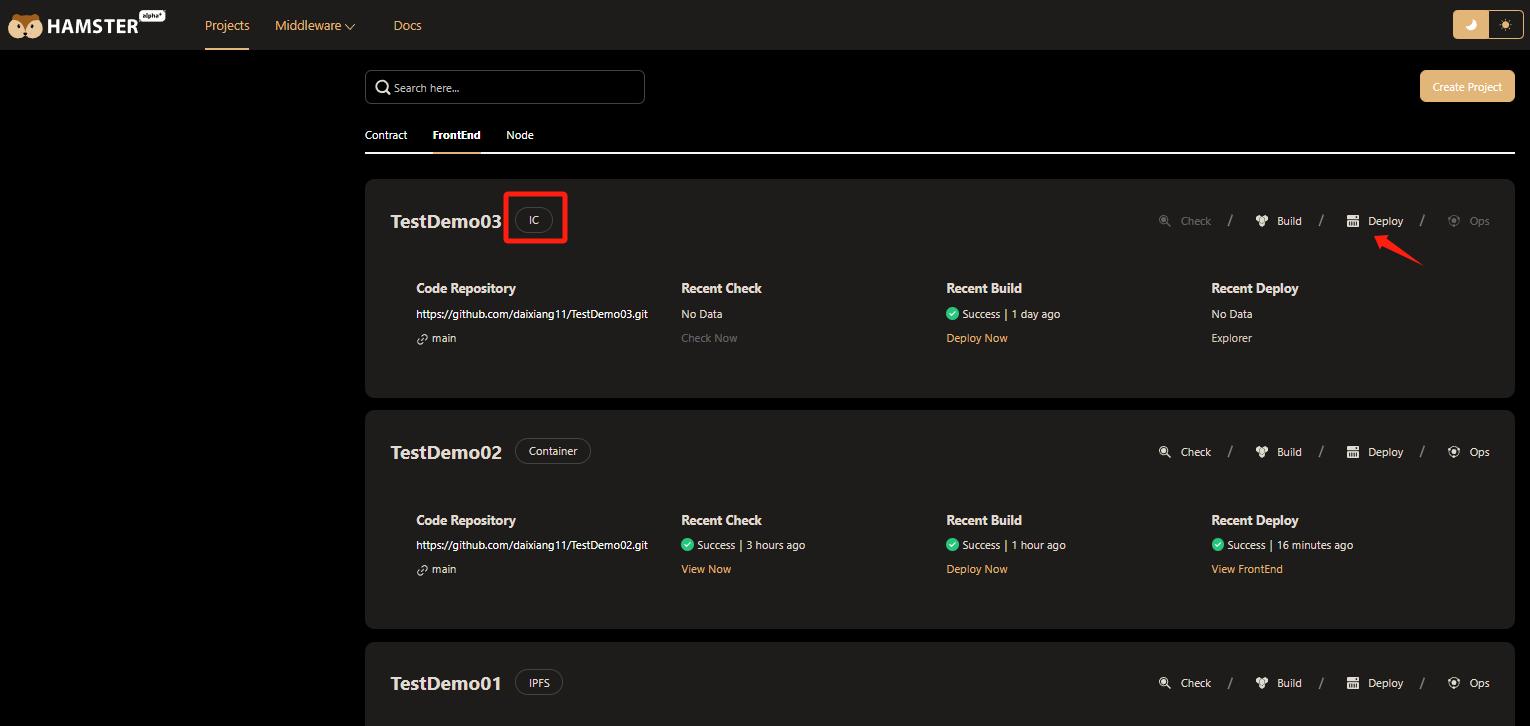 HAMSTER alpha* Projects Middleware Docs
Search here... Create Project
Contract FrontEnd Node
TestDemo03 IC Check / Build / Deploy / Ops
Code Repository Recent Check Recent Build Recent Deploy
https://github.com/daixiang11/TestDemo03.git No Data Success | 1 day ago No Data
main Check Now Deploy Now Explorer
TestDemo02 Container Check / Build / Deploy / Ops
Code Repository Recent Check Recent Build Recent Deploy
https://github.com/daixiang11/TestDemo02.git Success | 3 hours ago Success | 1 hour ago Success | 16 minutes ago
main View Now Deploy Now View FrontEnd
TestDemo01 IPFS Check / Build / Deploy / Ops